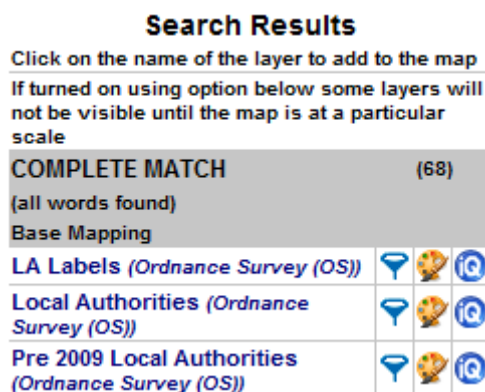 Search Results
Click on the name of the layer to add to the map
If turned on using option below some layers will
not be visible until the map is at a particular
scale
COMPLETE MATCH (68)
(all words found)
Base Mapping
LA Labels (Ordnance Survey (OS)) iQ
Local Authorities (Ordnance
Survey (OS)) iQ
Pre 2009 Local Authorities
(Ordnance Survey (OS)) iQ